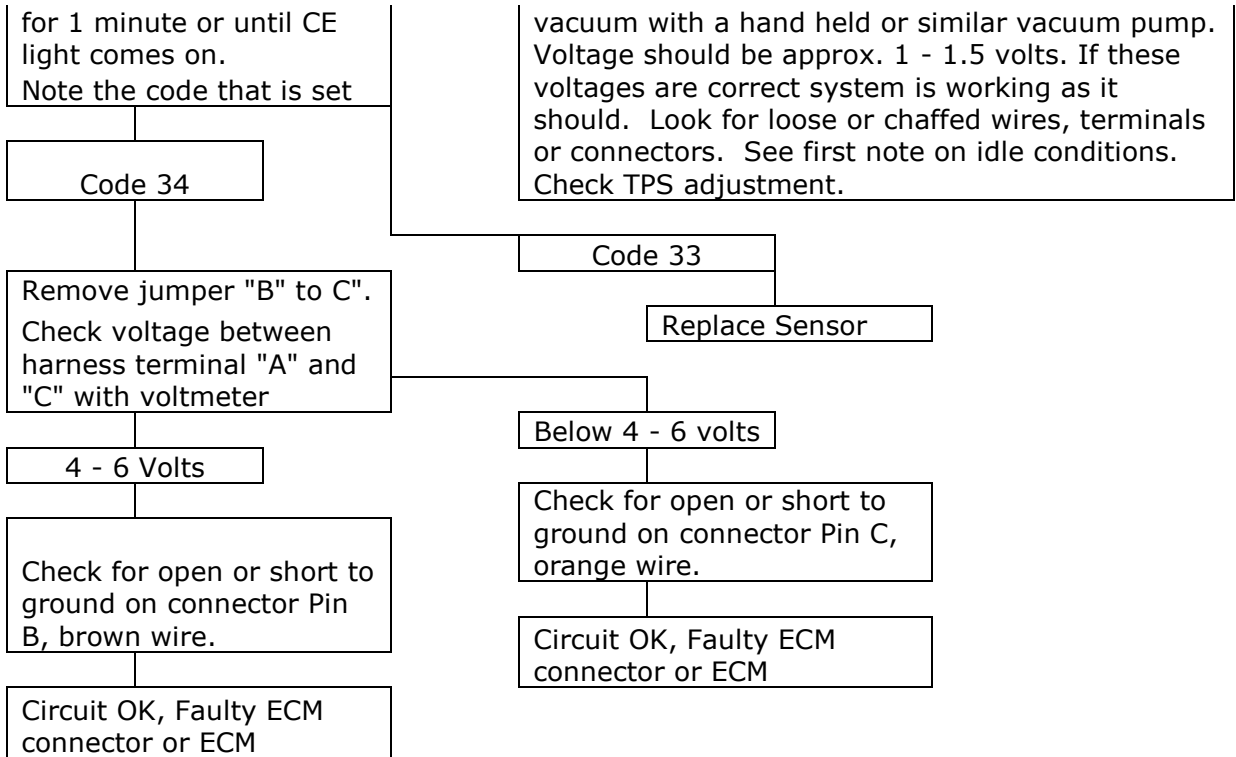 for 1 minute or until CE
light comes on.
Note the code that is set
vacuum with a hand held or similar vacuum pump.
Voltage should be approx. 1 - 1.5 volts. If these
voltages are correct system is working as it
should.  Look for loose or chaffed wires, terminals
or connectors.  See first note on idle conditions.
Check TPS adjustment.
Code 34
Code 33
Replace Sensor
Remove jumper "B" to C".
Check voltage between
harness terminal "A" and
"C" with voltmeter
Below 4 - 6 volts
4 - 6 Volts
Check for open or short to
ground on connector Pin C,
orange wire.
Check for open or short to
ground on connector Pin
B, brown wire.
Circuit OK, Faulty ECM
connector or ECM
Circuit OK, Faulty ECM
connector or ECM